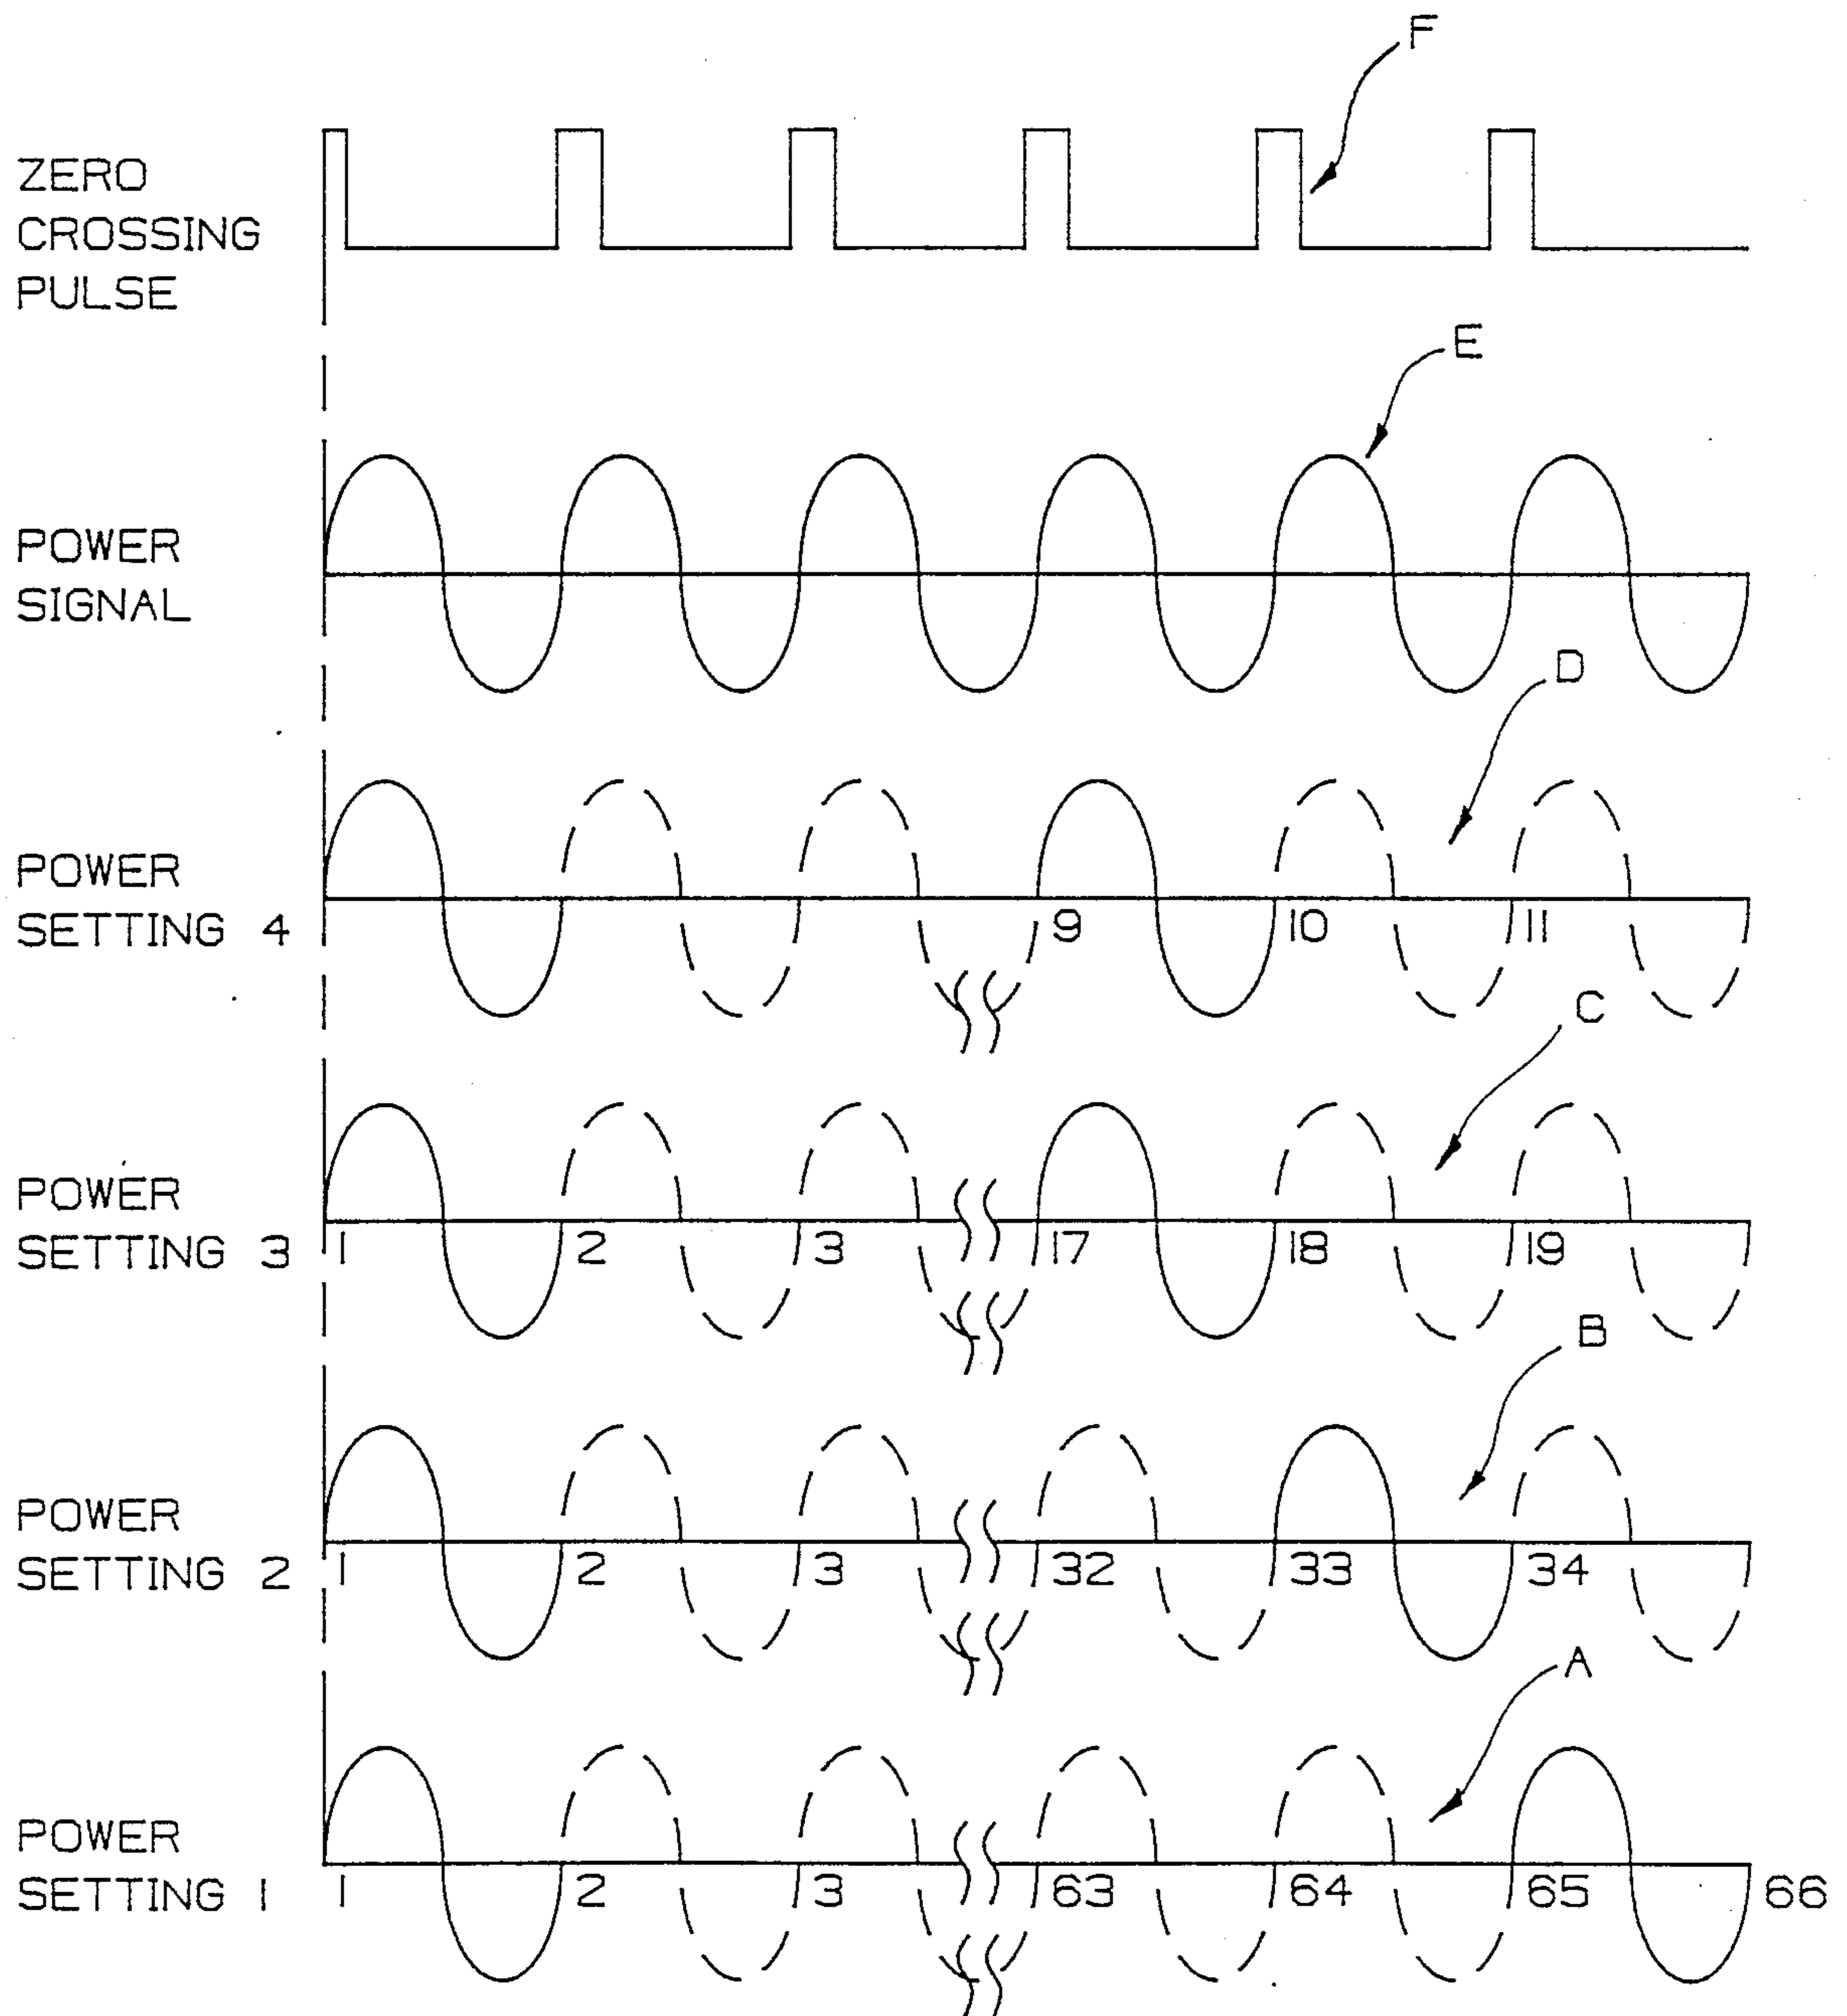 F
ZERO
CROSSING
PULSE
E
POWER
SIGNAL
D
POWER
SETTING 4
9 10 11
C
POWER
SETTING 3
1 2 3 17 18 19
B
POWER
SETTING 2
1 2 3 32 33 34
A
POWER
SETTING 1
1 2 3 63 64 65 66